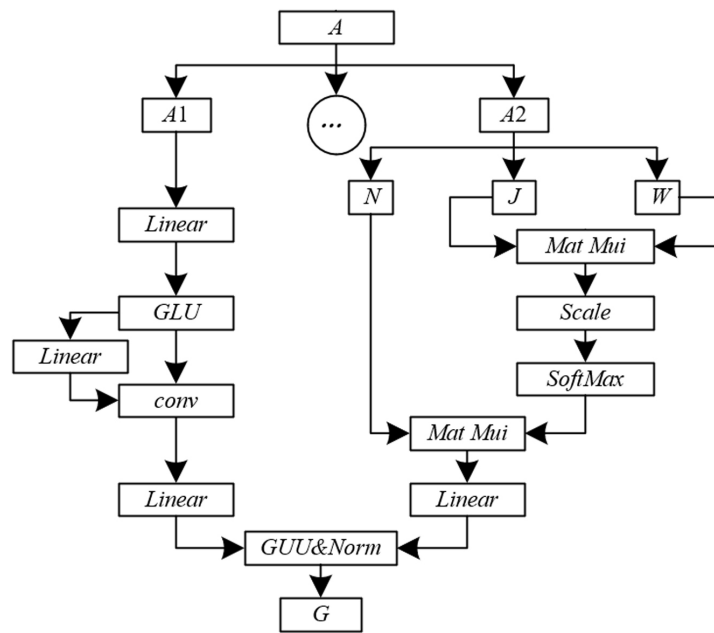 A
A1
...
A2
N
J
W
Linear
Mat Mui
GLU
Scale
Linear
SoftMax
conv
Mat Mui
Linear
Linear
GUU&Norm
G